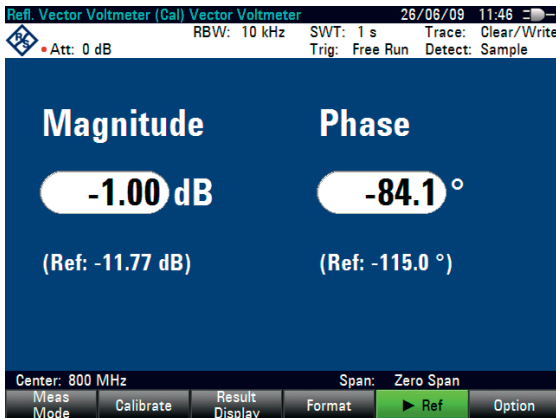 Refl. Vector Voltmeter (Cal) Vector Voltmeter 26/06/09 11:46
RBW: 10 kHz SWT: 1 s Trace: Clear/Write
Att: 0 dB Trig: Free Run Detect: Sample
Magnitude Phase
-1.00 dB -84.1 °
(Ref: -11.77 dB) (Ref: -115.0 °)
Center: 800 MHz Span: Zero Span
Meas Mode Calibrate Result Display Format ► Ref Option